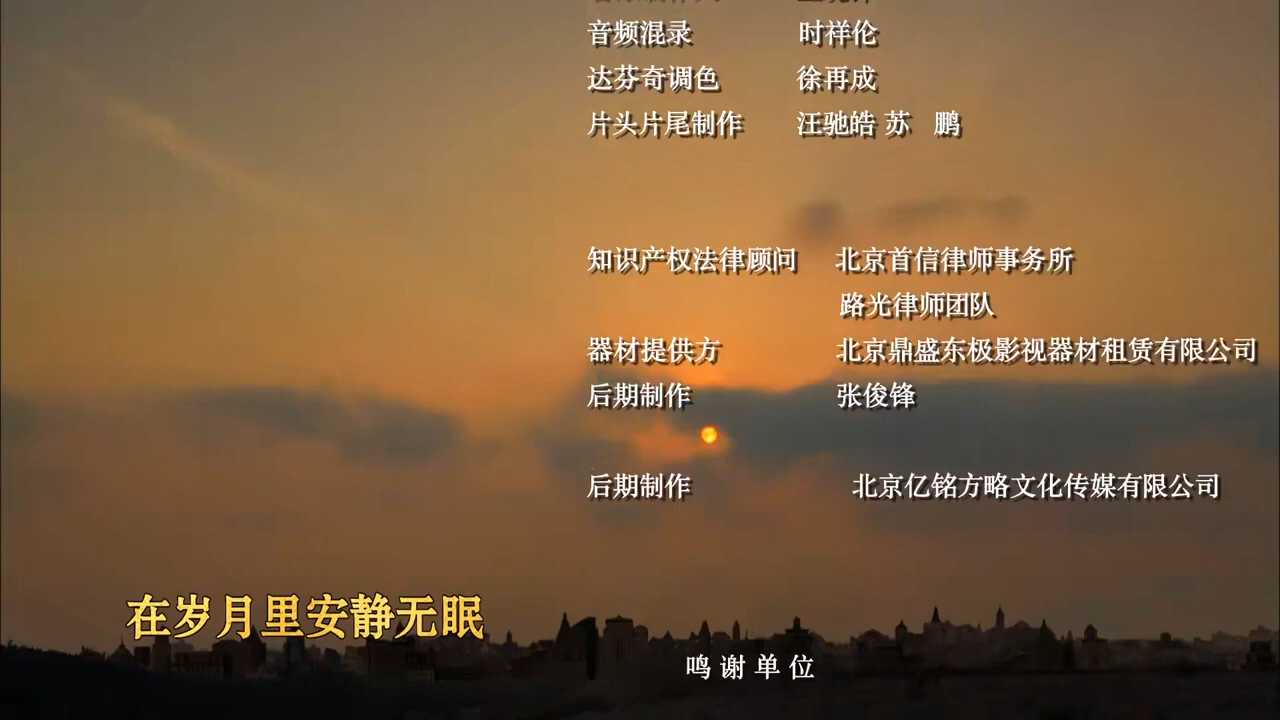 音频混录 时祥伦
达芬奇调色 徐再成
片头片尾制作 汪驰皓 苏 鹏
知识产权法律顾问 北京首信律师事务所
路光律师团队
器材提供方 北京鼎盛东极影视器材租赁有限公司
后期制作 张俊锋
后期制作 北京亿铭方略文化传媒有限公司
在岁月里安静无眠
鸣谢单位